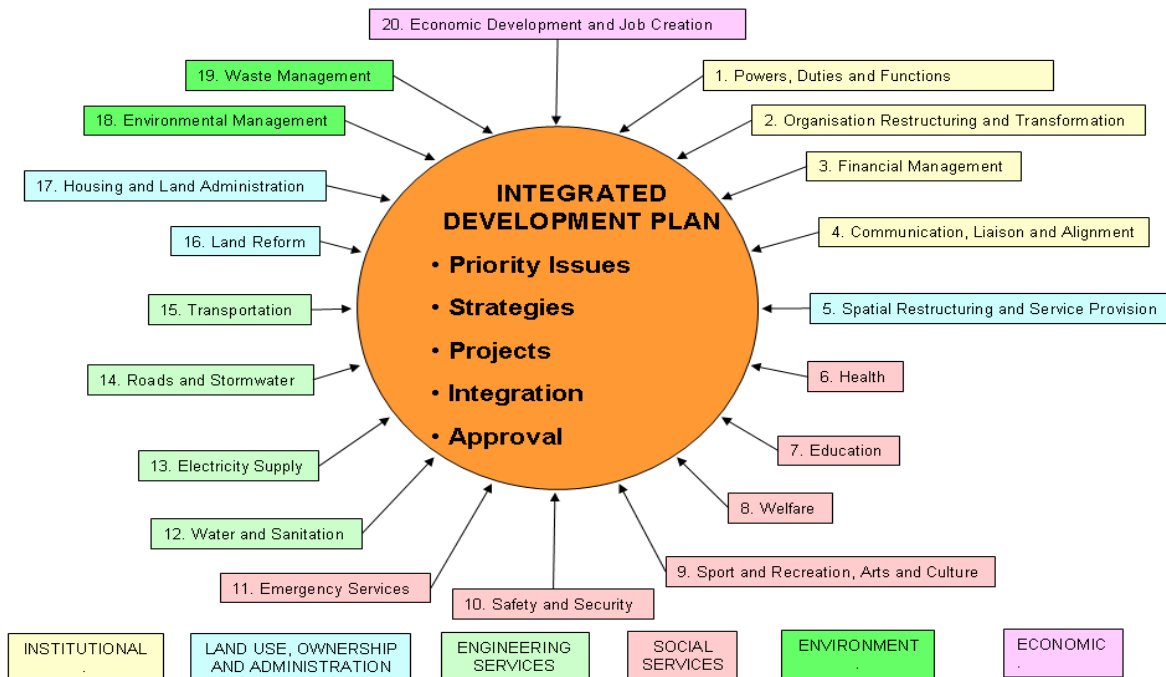 20. Economic Development and Job Creation
19. Waste Management
1. Powers, Duties and Functions
18. Environmental Management
2. Organisation Restructuring and Transformation
3. Financial Management
17. Housing and Land Administration
INTEGRATED
DEVELOPMENT PLAN
• Priority Issues
• Strategies
• Projects
• Integration
• Approval
16. Land Reform
4. Communication, Liaison and Alignment
15. Transportation
5. Spatial Restructuring and Service Provision
14. Roads and Stormwater
6. Health
13. Electricity Supply
7. Education
12. Water and Sanitation
8. Welfare
11. Emergency Services
9. Sport and Recreation, Arts and Culture
10. Safety and Security
INSTITUTIONAL
.
LAND USE, OWNERSHIP
AND ADMINISTRATION
ENGINEERING
SERVICES
SOCIAL
SERVICES
ENVIRONMENT
.
ECONOMIC
.